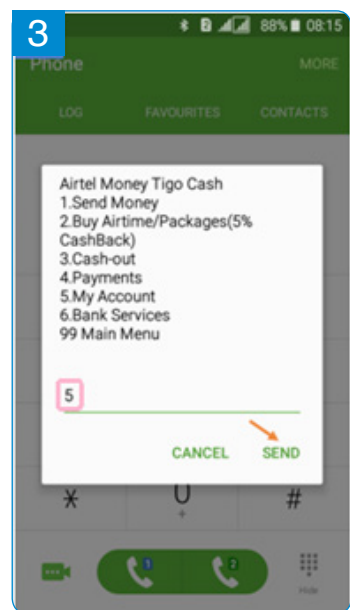 3
88% 08:15
Phone MORE
LOG FAVOURITES CONTACTS
Airtel Money Tigo Cash
1.Send Money
2.Buy Airtime/Packages(5%
CashBack)
3.Cash-out
4.Payments
5.My Account
6.Bank Services
99 Main Menu
5
CANCEL SEND
* #
+
1 2
Hide